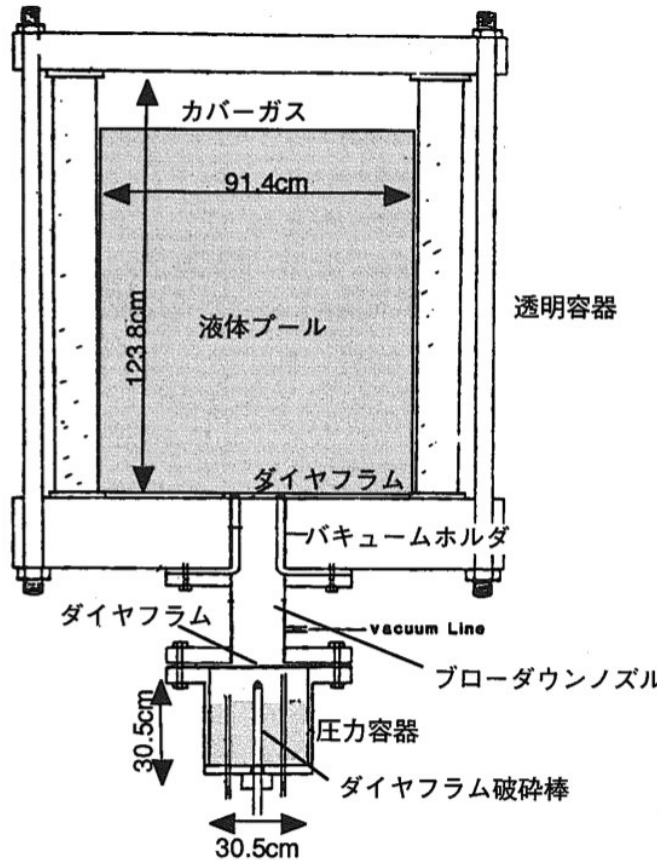 カバーガス
91.4cm
123.8cm
液体プール
透明容器
ダイヤフラム
バキュームホルダ
ダイヤフラム
vacuum Line
ブローダウンノズル
30.5cm
圧力容器
ダイヤフラム破砕棒
30.5cm